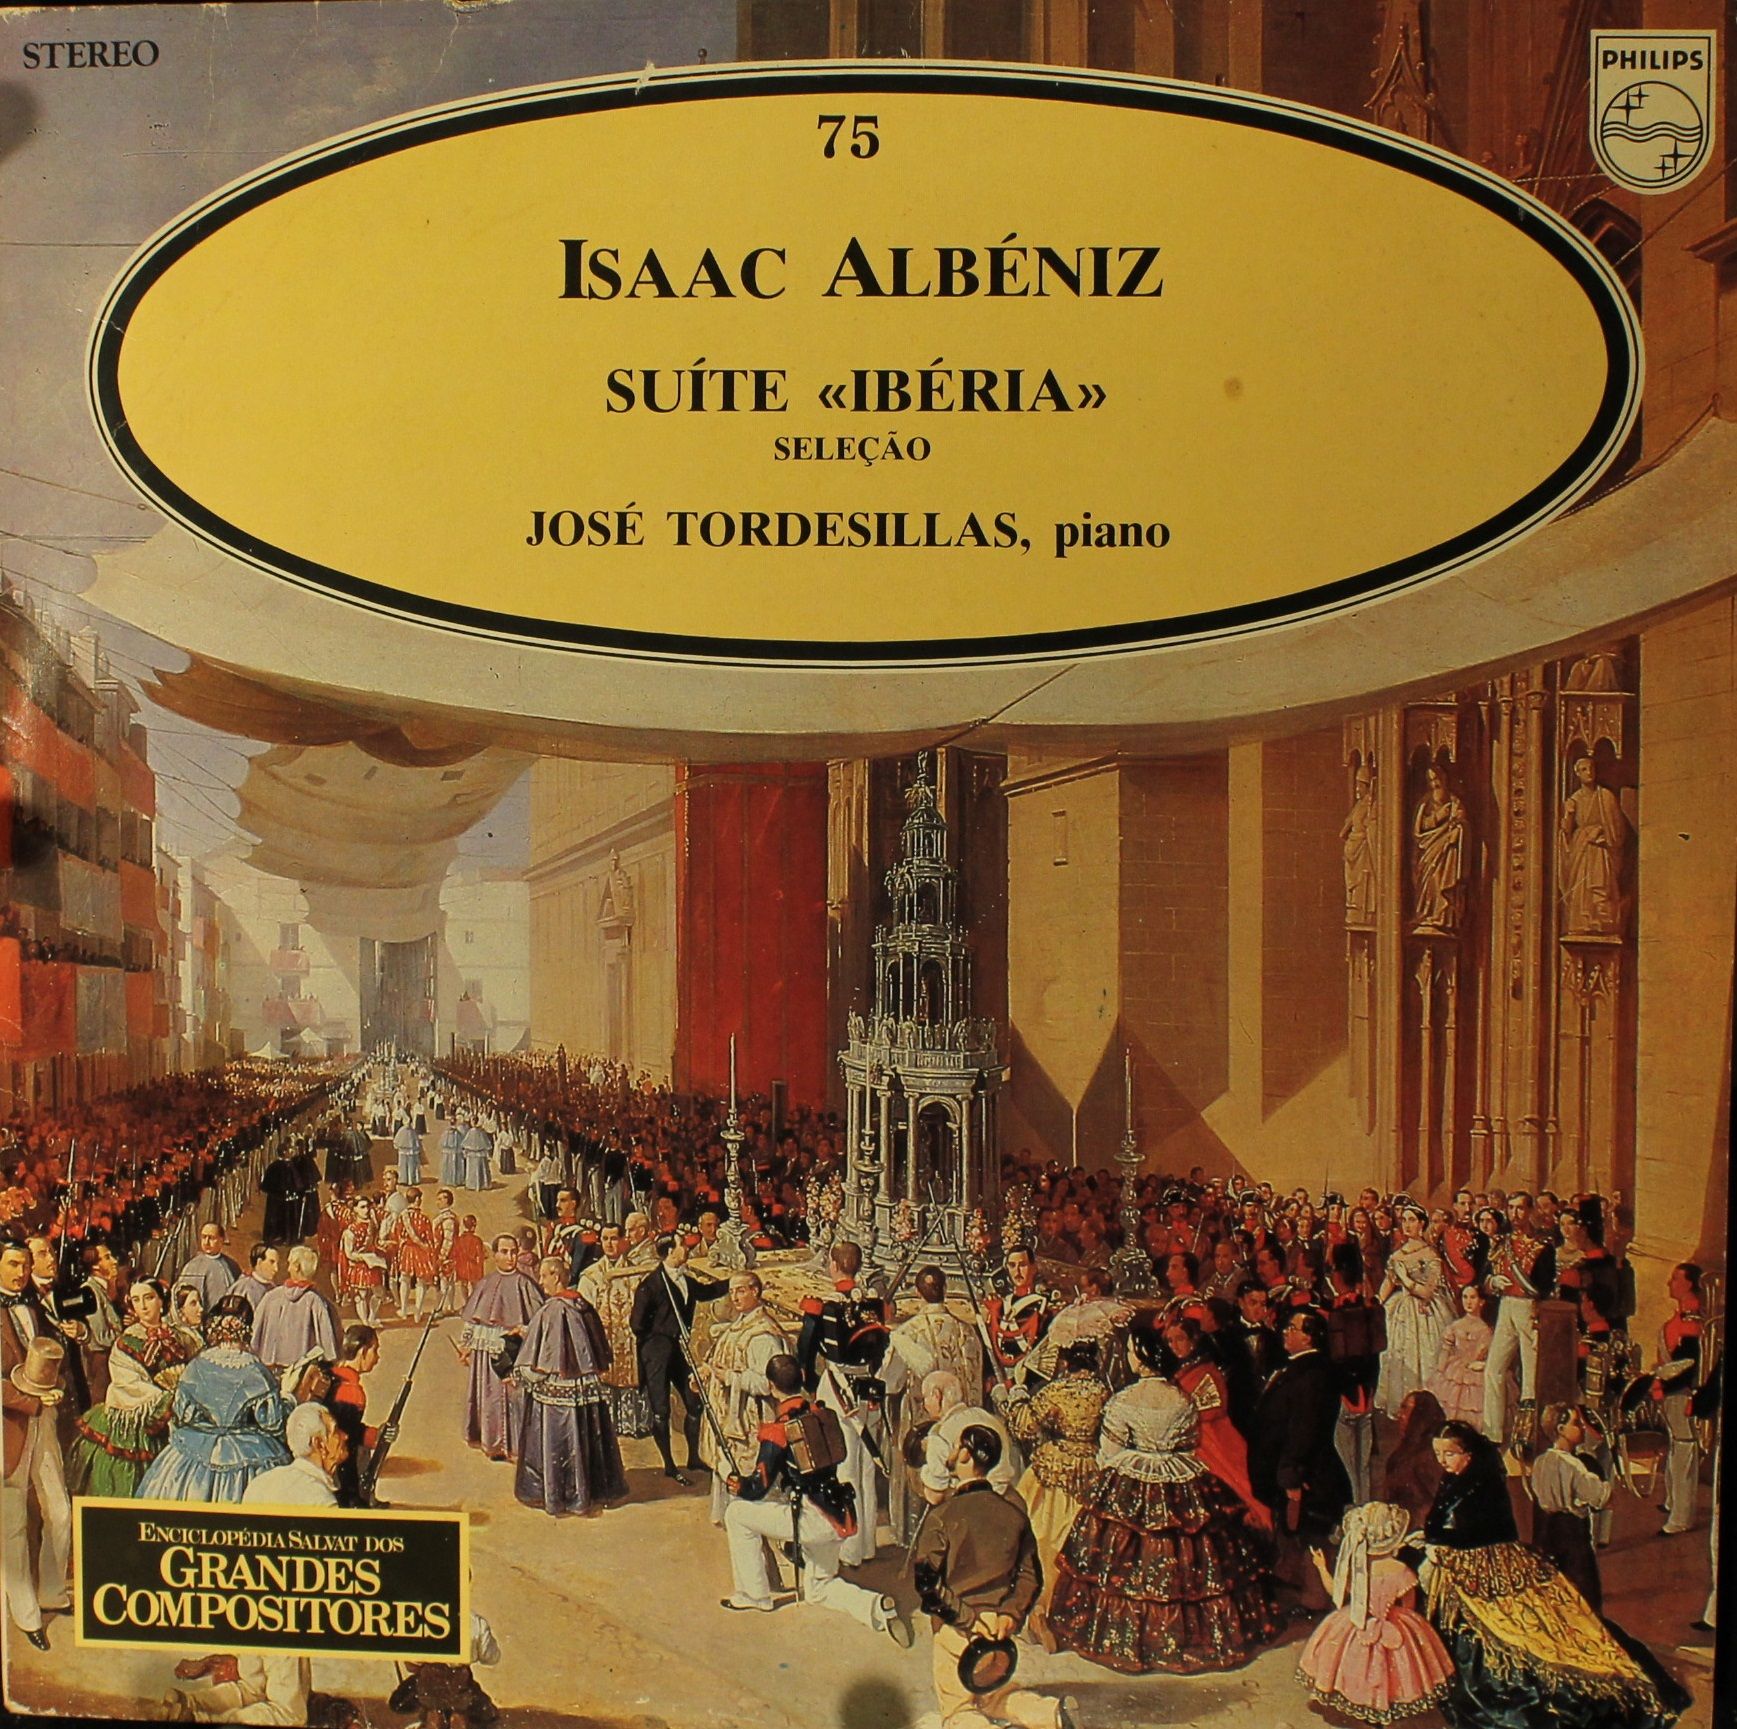 STEREO
PHILIPS
75
ISAAC ALBÉNIZ
SUÍTE «IBÉRIA»
SELEÇÃO
JOSÉ TORDESILLAS, piano
ENCICLOPÉDIA SALVAT DOS
GRANDES
COMPOSITORES